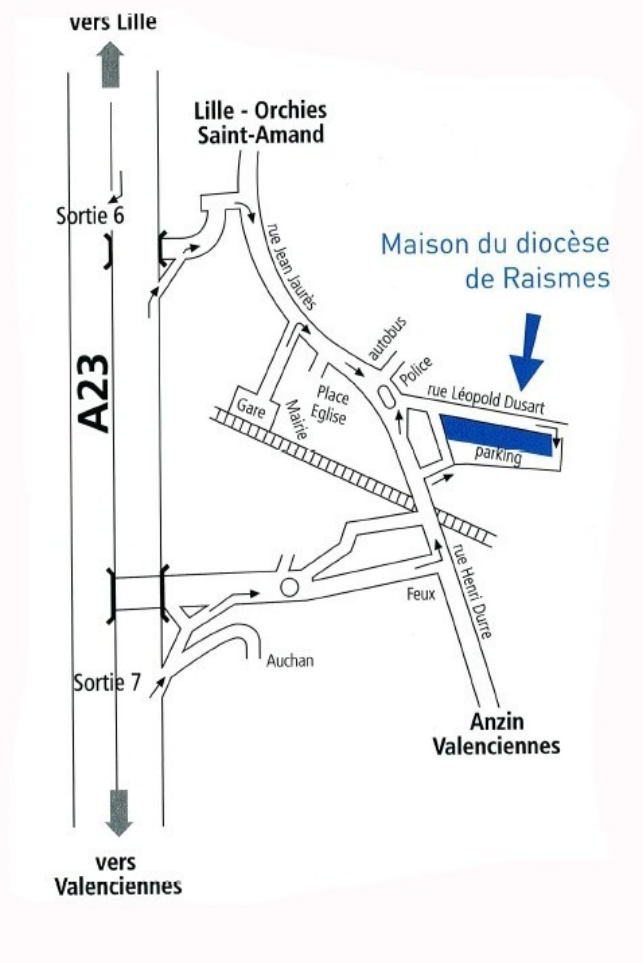 vers Lille
Lille - Orchies
Saint-Amand
Sortie 6
rue Jean Jaurès
Maison du diocèse
de Raismes
A23
autobus
Police
rue Léopold Dusart
Place
Eglise
Gare
Mairie
parking
rue Henri Durre
Feux
Auchan
Sortie 7
Anzin
Valenciennes
vers
Valenciennes